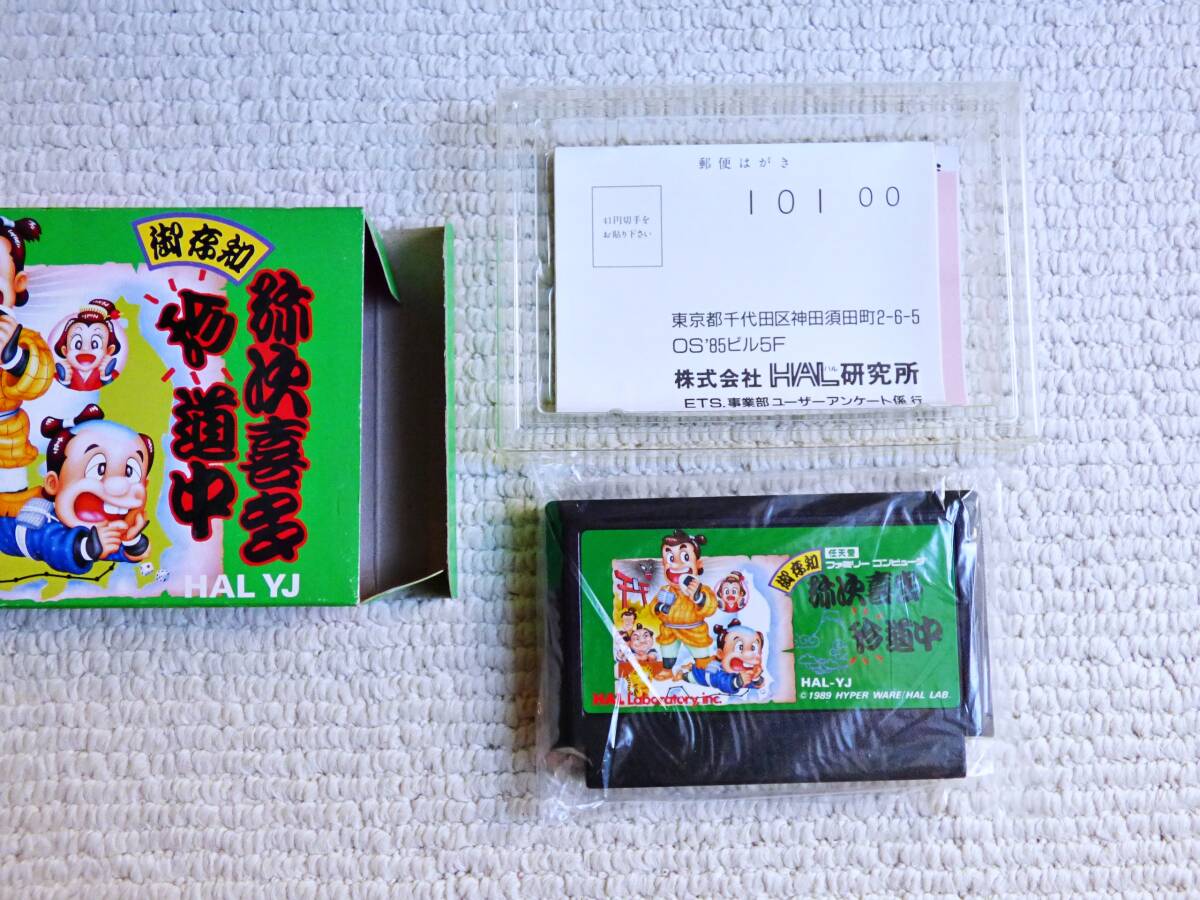 御存知
弥次喜多
珍道中
HAL YJ
郵便はがき
101 00
41円切手を
お貼り下さい
東京都千代田区神田須田町2-6-5
OS'85ビル5F
株式会社 HAL研究所
ハル
ETS.事業部 ユーザーアンケート係 行
任天堂
ファミリー コンピュータ
御存知
弥次喜多
珍道中
HAL-YJ
©1989 HYPER WARE/HAL LAB.
HAL Laboratory, inc.